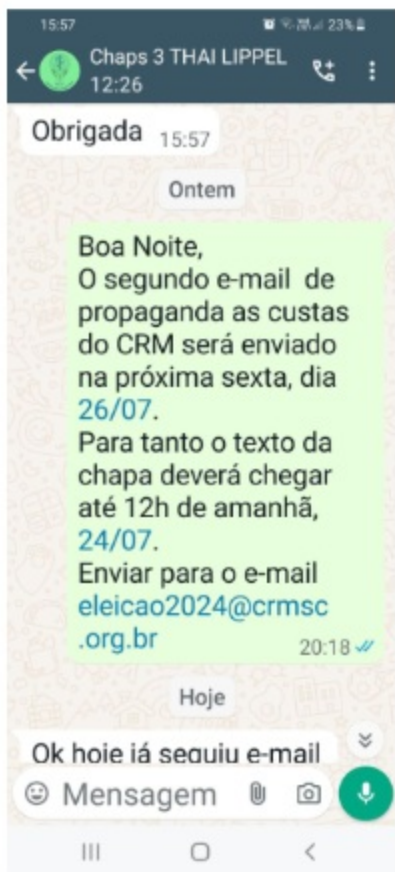 15:57 23%
Chaps 3 THAI LIPPEL
12:26
Obrigada 15:57
Ontem
Boa Noite,
O segundo e-mail de
propaganda as custas
do CRM será enviado
na próxima sexta, dia
26/07.
Para tanto o texto da
chapa deverá chegar
até 12h de amanhã,
24/07.
Enviar para o e-mail
eleicao2024@crmsc
.org.br
20:18
Hoje
Ok hoje já seguiu e-mail
Mensagem